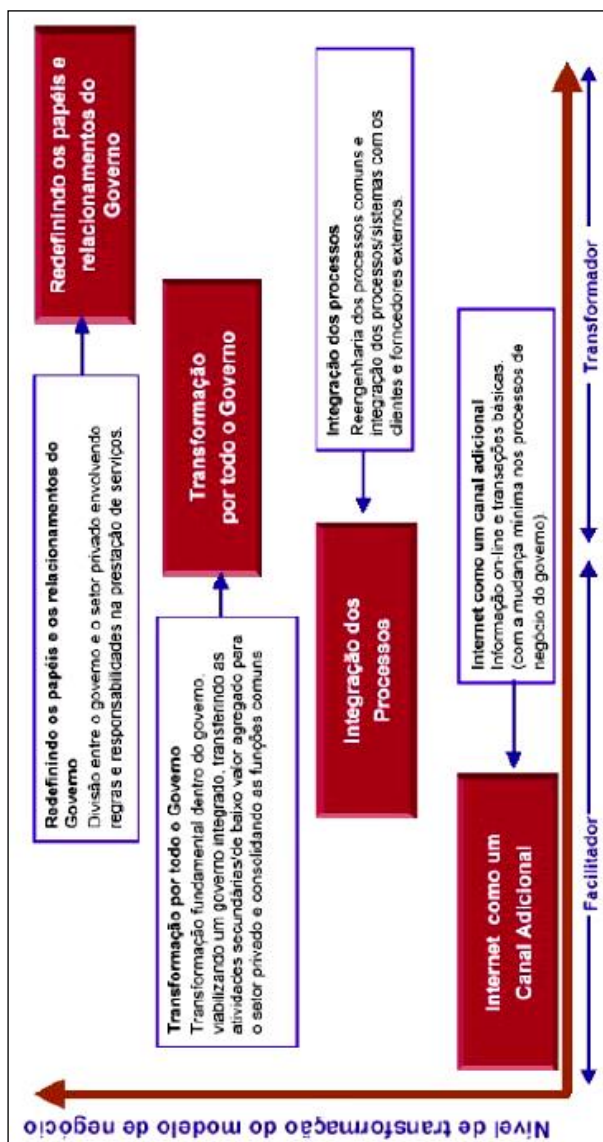 Nível de transformação do modelo de negócio
Redefinindo os papéis e os relacionamentos do
Governo
Divisão entre o governo e o setor privado envolvendo
regras e responsabilidades na prestação de serviços.
Redefinindo os papéis e
relacionamentos do
Governo
Transformação por todo o Governo
Transformação fundamental dentro do governo,
viabilizando um governo integrado, transferindo as
atividades secundárias/de baixo valor agregado para
o setor privado e consolidando as funções comuns
Transformação
por todo o Governo
Integração dos
Processos
Integração dos processos
Reengenharia dos processos comuns e
integração dos processos/sistemas com os
clientes e fornecedores externos.
Internet como um
Canal Adicional
Internet como um canal adicional
Informação on-line e transações básicas.
(com a mudança mínima nos processos de
negócio do governo).
Facilitador
Transformador